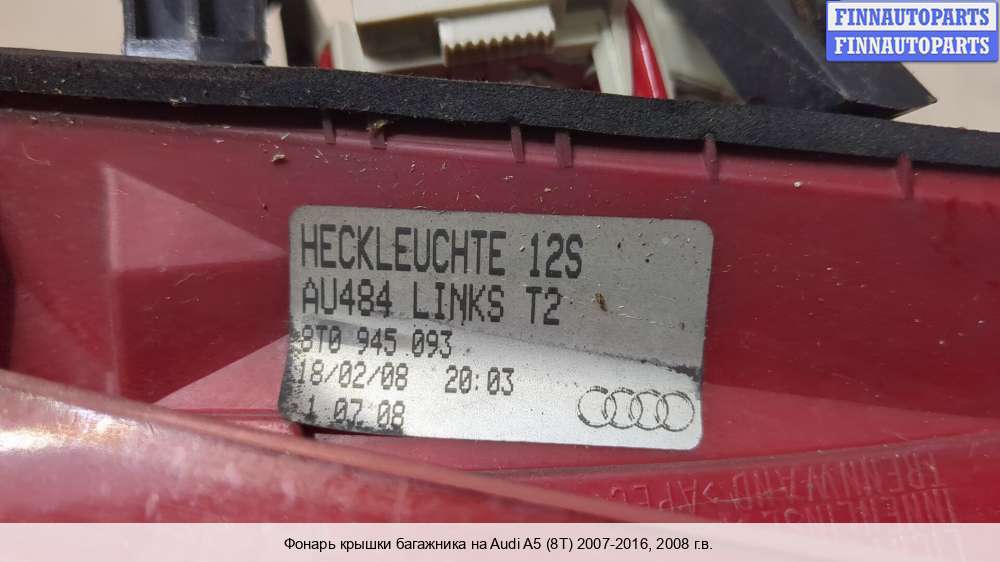 FINNAUTOPARTS
FINNAUTOPARTS
HECKLEUCHTE 12S
AU484 LINKS T2
8T0 945 093
18/02/08 20:03
1 07 08
Фонарь крышки багажника на Audi A5 (8T) 2007-2016, 2008 г.в.